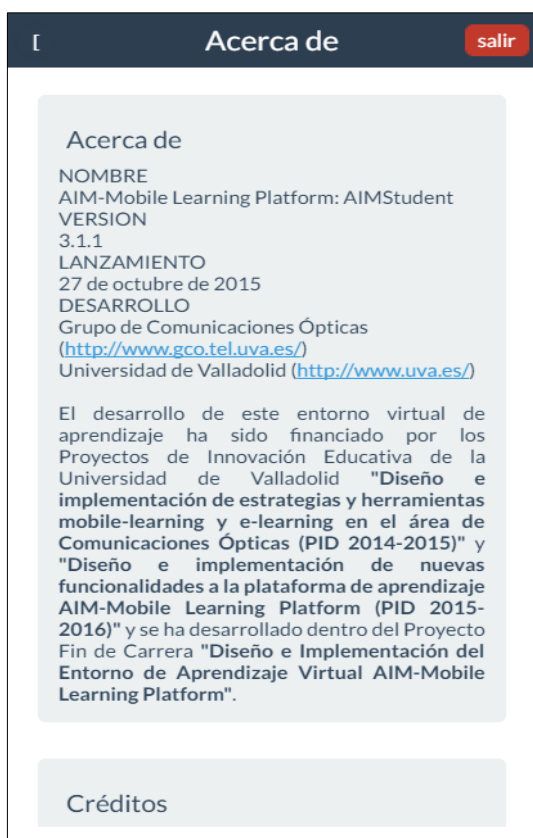 [ Acerca de salir
Acerca de
NOMBRE
AIM-Mobile Learning Platform: AIMStudent
VERSION
3.1.1
LANZAMIENTO
27 de octubre de 2015
DESARROLLO
Grupo de Comunicaciones Ópticas
(http://www.gco.tel.uva.es/)
Universidad de Valladolid (http://www.uva.es/)
El desarrollo de este entorno virtual de
aprendizaje ha sido financiado por los
Proyectos de Innovación Educativa de la
Universidad de Valladolid "Diseño e
implementación de estrategias y herramientas
mobile-learning y e-learning en el área de
Comunicaciones Ópticas (PID 2014-2015)" y
"Diseño e implementación de nuevas
funcionalidades a la plataforma de aprendizaje
AIM-Mobile Learning Platform (PID 2015-
2016)" y se ha desarrollado dentro del Proyecto
Fin de Carrera "Diseño e Implementación del
Entorno de Aprendizaje Virtual AIM-Mobile
Learning Platform".
Créditos